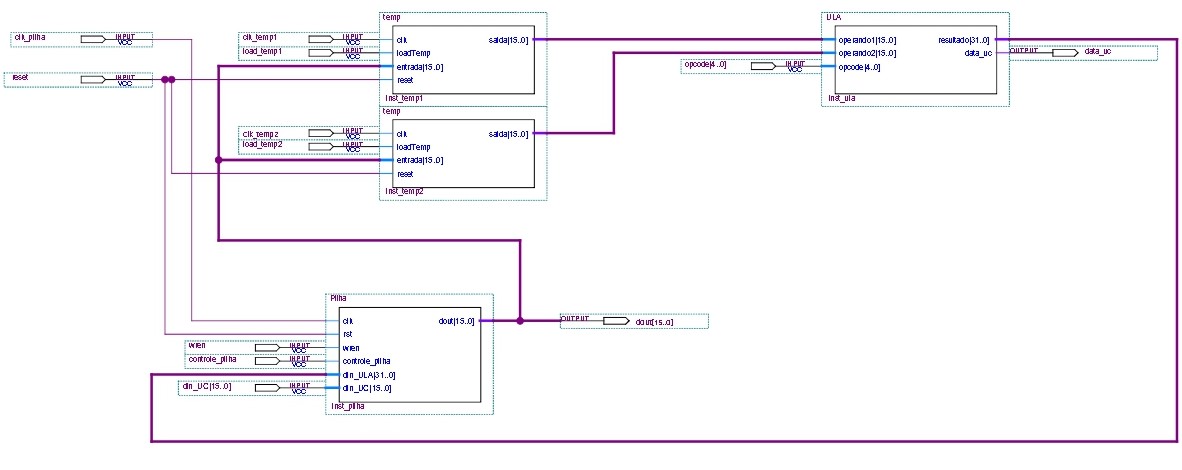 temp
ULA
clk_pilha INPUT VCC
clk_temp1 INPUT VCC
clk
saida[15..0]
operando1[15..0]
resultado[31..0]
load_temp1 INPUT VCC
loadTemp
operando2[15..0]
data_uc
OUTPUT data_uc
entrada[15..0]
opcode[4..0] INPUT VCC
opcode[4..0]
reset INPUT VCC
reset
inst_temp1
inst_ula
temp
clk_temp2 INPUT VCC
clk
saida[15..0]
load_temp2 INPUT VCC
loadTemp
entrada[15..0]
reset
inst_temp2
Pilha
clk
dout[15..0]
OUTPUT dout[15..0]
rst
wren INPUT VCC
wren
controle_pilha INPUT VCC
controle_pilha
din_ULA[31..0]
din_UC[15..0] INPUT VCC
din_UC[15..0]
inst_pilha